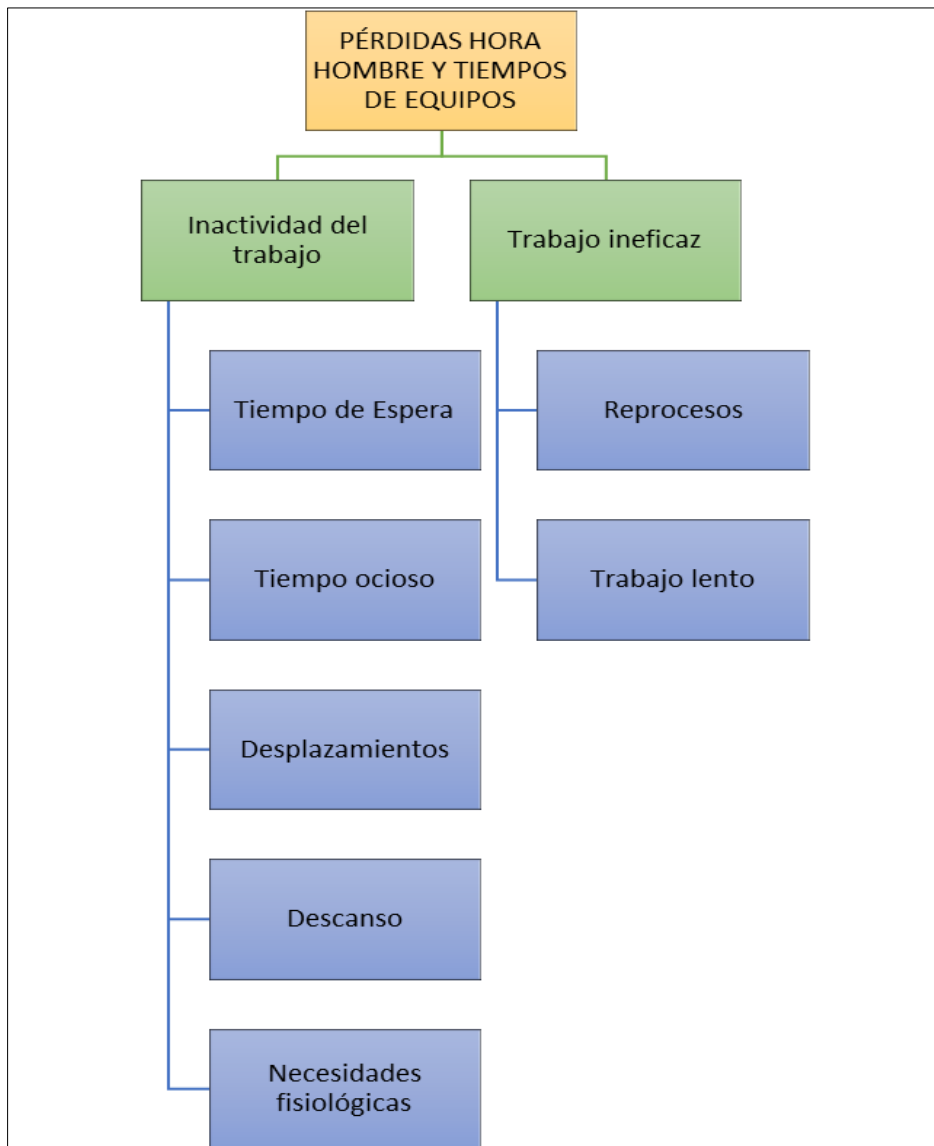 PÉRDIDAS HORA
HOMBRE Y TIEMPOS
DE EQUIPOS
Inactividad del
trabajo
Trabajo ineficaz
Tiempo de Espera
Reprocesos
Tiempo ocioso
Trabajo lento
Desplazamientos
Descanso
Necesidades
fisiológicas